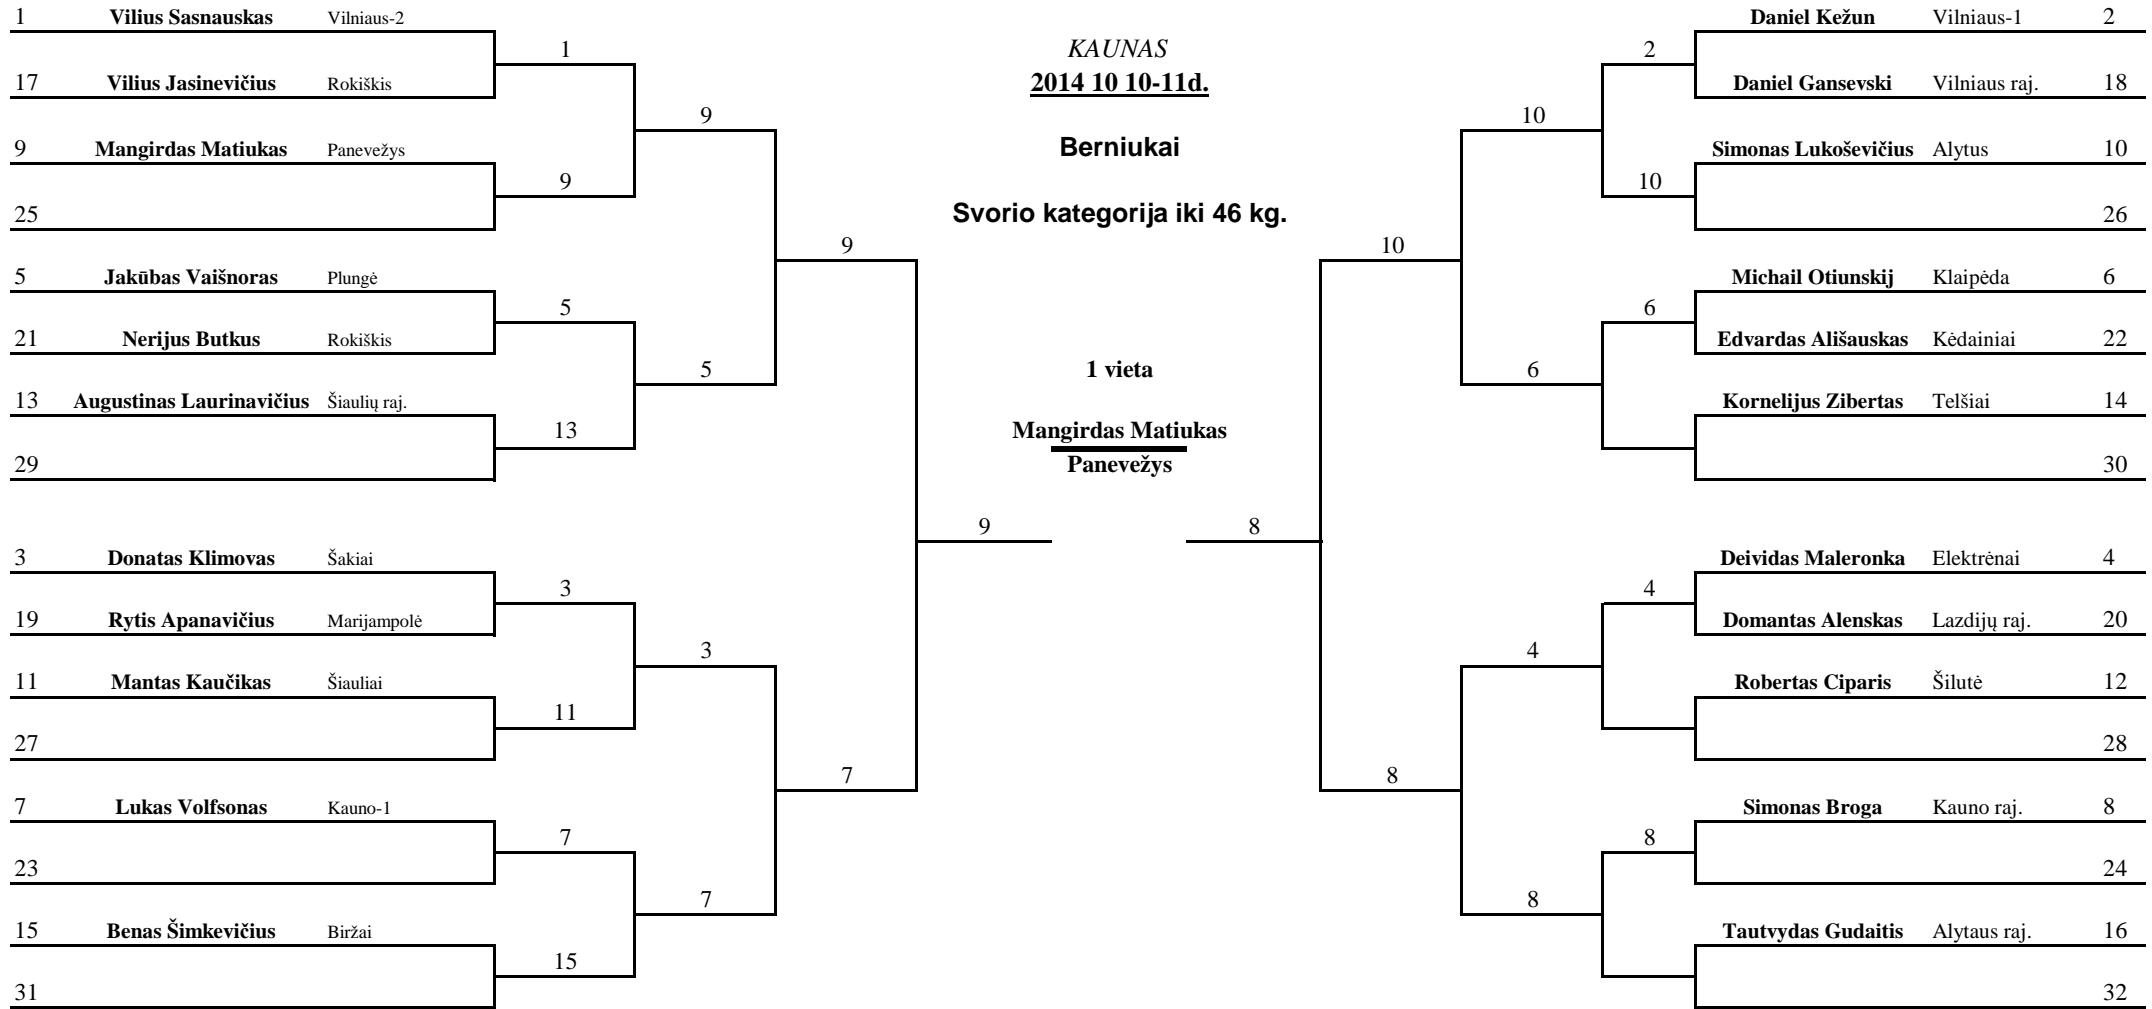 1 Vilius Sasnauskas Vilniaus-2
1
17 Vilius Jasinevičius Rokiškis
9
9 Mangirdas Matiukas Panevežys
9
25
9
5 Jakūbas Vaišnoras Plungė
5
21 Nerijus Butkus Rokiškis
5
13 Augustinas Laurinavičius Šiaulių raj.
13
29
9
3 Donatas Klimovas Šakiai
3
19 Rytis Apanavičius Marijampolė
3
11 Mantas Kaučikas Šiauliai
11
27
7
7 Lukas Volfsonas Kauno-1
7
23
7
15 Benas Šimkevičius Biržai
15
31
KAUNAS
2014 10 10-11d.
Berniukai
Svorio kategorija iki 46 kg.
1 vieta
Mangirdas Matiukas
Panevežys
Daniel Kežun Vilniaus-1 2
2
Daniel Gansevski Vilniaus raj. 18
10
Simonas Lukoševičius Alytus 10
10
26
10
Michail Otiunskij Klaipėda 6
6
Edvardas Ališauskas Kėdainiai 22
6
Kornelijus Zibertas Telšiai 14
30
8
Deividas Maleronka Elektrėnai 4
4
Domantas Alenskas Lazdijų raj. 20
4
Robertas Ciparis Šilutė 12
28
8
Simonas Broga Kauno raj. 8
8
24
8
Tautvydas Gudaitis Alytaus raj. 16
32